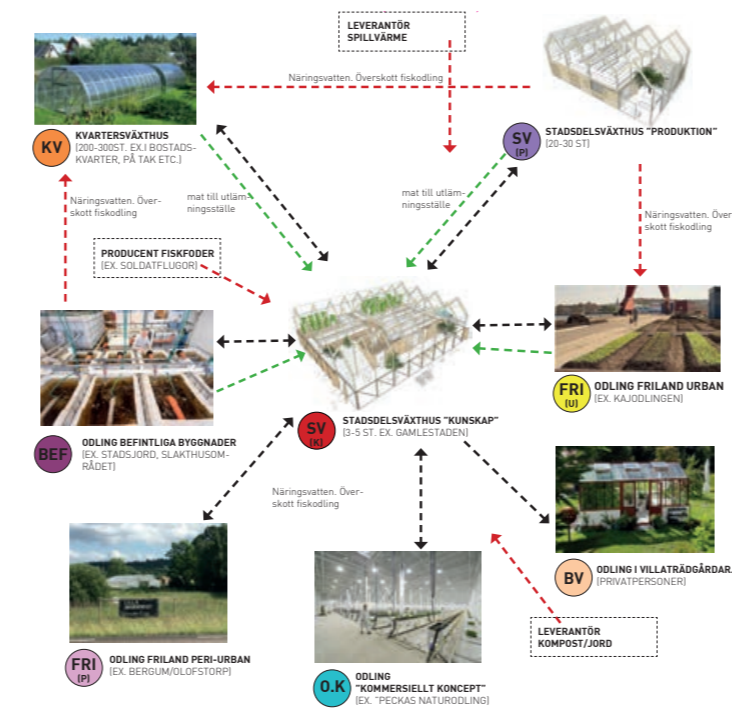 LEVERANTÖR
SPILLVÄRME
Näringsvatten. Överskott fiskodling
KV
KVARTERSVÄXTHUS
(200-300ST. EX.I BOSTADS-
KVARTER, PÅ TAK ETC.)
SV
(P)
STADSDELSVÄXTHUS "PRODUKTION"
(20-30 ST)
Näringsvatten. Över-
skott fiskodling
mat till utläm-
ningsställe
mat till utläm-
ningsställe
Näringsvatten. Över
skott fiskodling
PRODUCENT FISKFODER
(EX. SOLDATFLUGOR)
FRI
(U)
ODLING FRILAND URBAN
(EX. KAJODLINGEN)
SV
(K)
STADSDELSVÄXTHUS "KUNSKAP"
(3-5 ST. EX. GAMLESTADEN)
BEF
ODLING BEFINTLIGA BYGGNADER
(EX. STADSJORD, SLAKTHUSOM-
RÅDET)
Näringsvatten. Över-
skott fiskodling
BV
ODLING I VILLATRÄDGÅRDAR
(PRIVATPERSONER)
LEVERANTÖR
KOMPOST/JORD
FRI
(P)
ODLING FRILAND PERI-URBAN
(EX. BERGUM/OLOFSTORP)
O.K
ODLING
"KOMMERSIELLT KONCEPT"
(EX. "PECKAS NATURODLING)